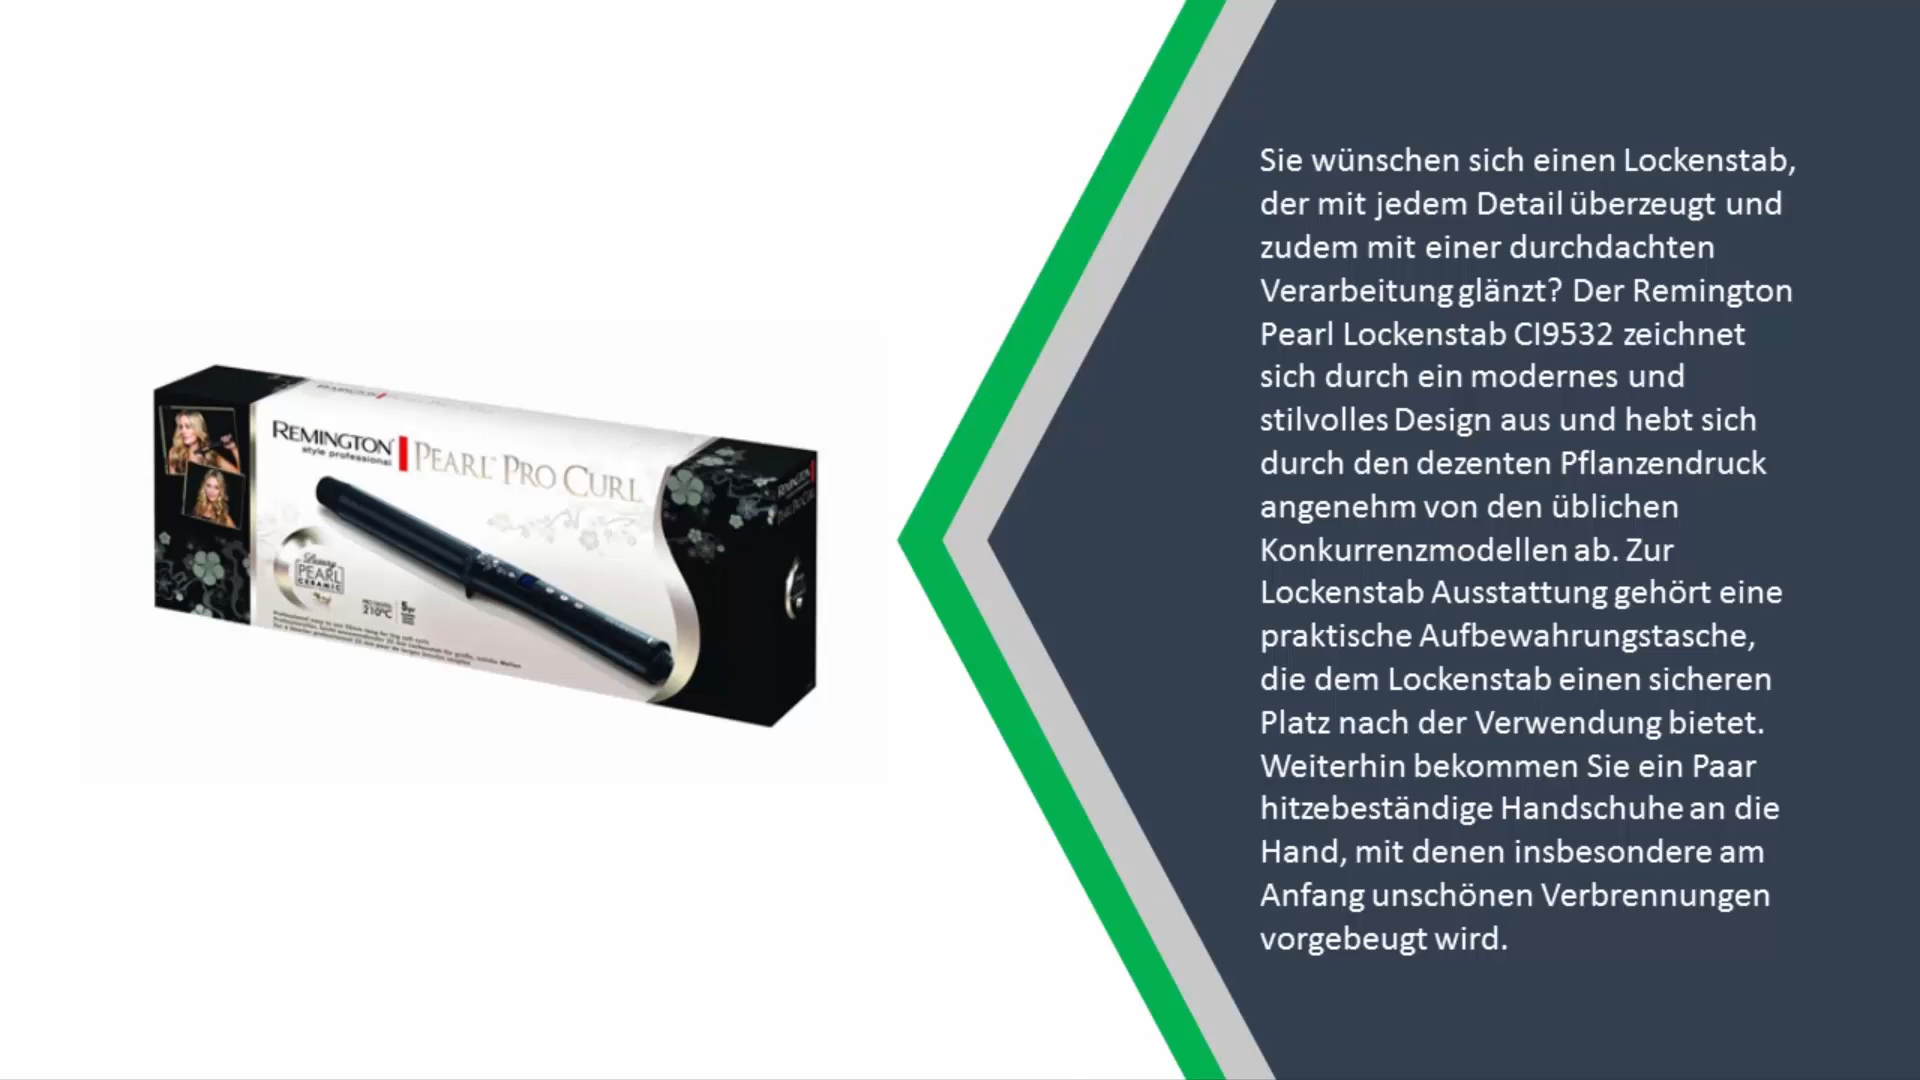 REMINGTON
style professional
PEARL PRO CURL
Luxury
PEARL
CERAMIC
210°C
5yr
REMINGTON
Sie wünschen sich einen Lockenstab,
der mit jedem Detail überzeugt und
zudem mit einer durchdachten
Verarbeitung glänzt? Der Remington
Pearl Lockenstab CI9532 zeichnet
sich durch ein modernes und
stilvolles Design aus und hebt sich
durch den dezenten Pflanzendruck
angenehm von den üblichen
Konkurrenzmodellen ab. Zur
Lockenstab Ausstattung gehört eine
praktische Aufbewahrungstasche,
die dem Lockenstab einen sicheren
Platz nach der Verwendung bietet.
Weiterhin bekommen Sie ein Paar
hitzebeständige Handschuhe an die
Hand, mit denen insbesondere am
Anfang unschönen Verbrennungen
vorgebeugt wird.